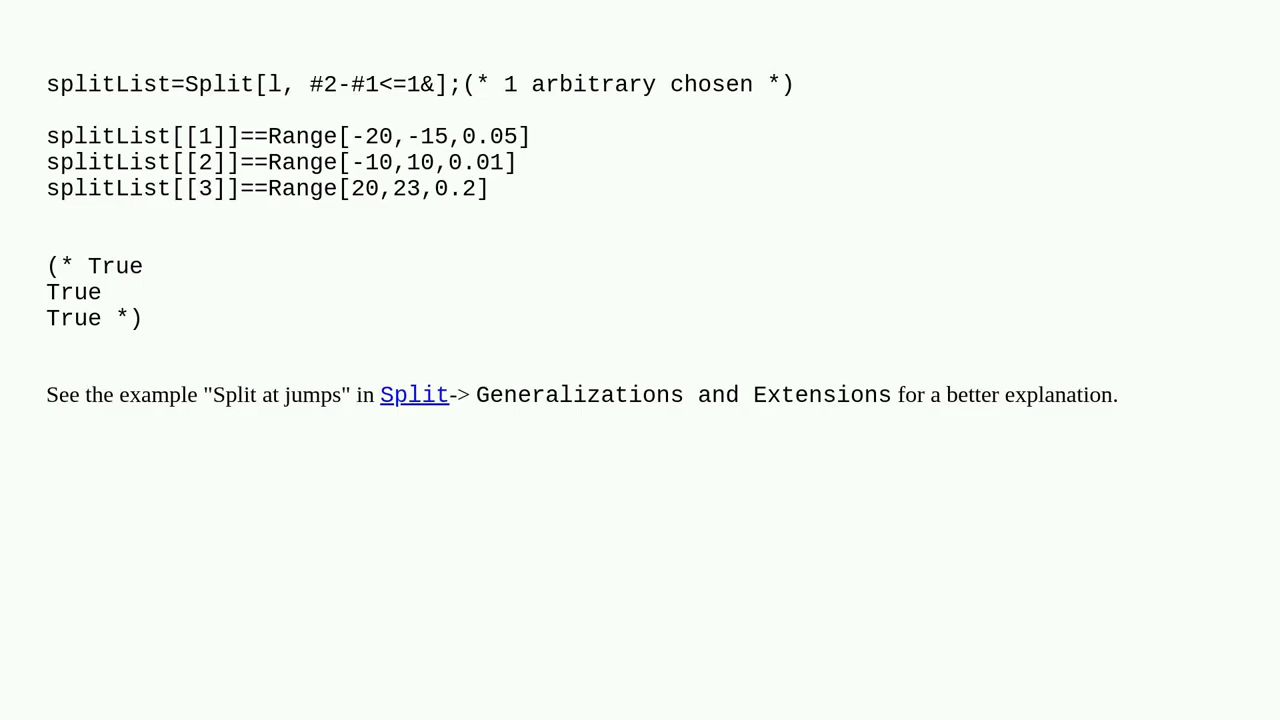 splitList=Split[l, #2-#1<=1&];(* 1 arbitrary chosen *)
splitList[[1]]==Range[-20,-15,0.05]
splitList[[2]]==Range[-10,10,0.01]
splitList[[3]]==Range[20,23,0.2]
(* True
True
True *)
See the example "Split at jumps" in Split-> Generalizations and Extensions for a better explanation.